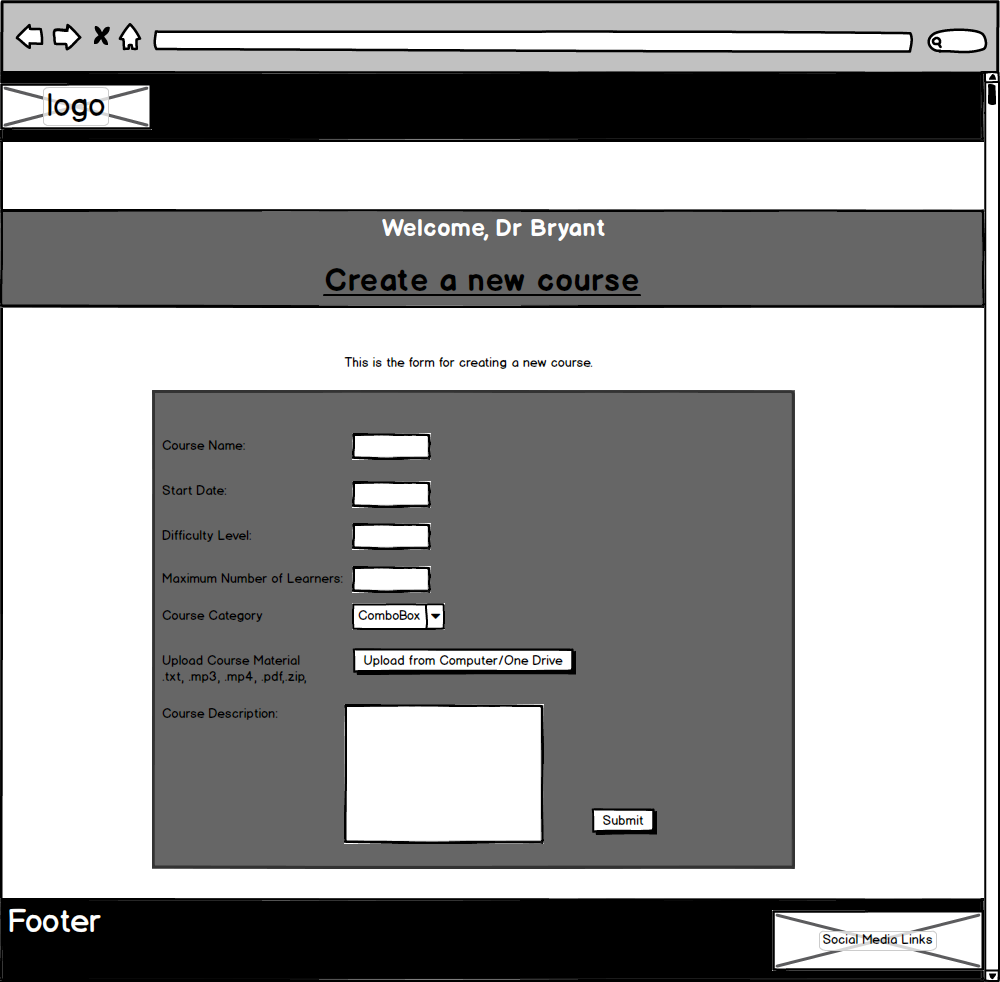 logo
Welcome, Dr Bryant
Create a new course
This is the form for creating a new course.
Course Name:
Start Date:
Difficulty Level:
Maximum Number of Learners:
Course Category ComboBox
Upload Course Material Upload from Computer/One Drive
.txt, .mp3, .mp4, .pdf,.zip,
Course Description:
Submit
Footer
Social Media Links